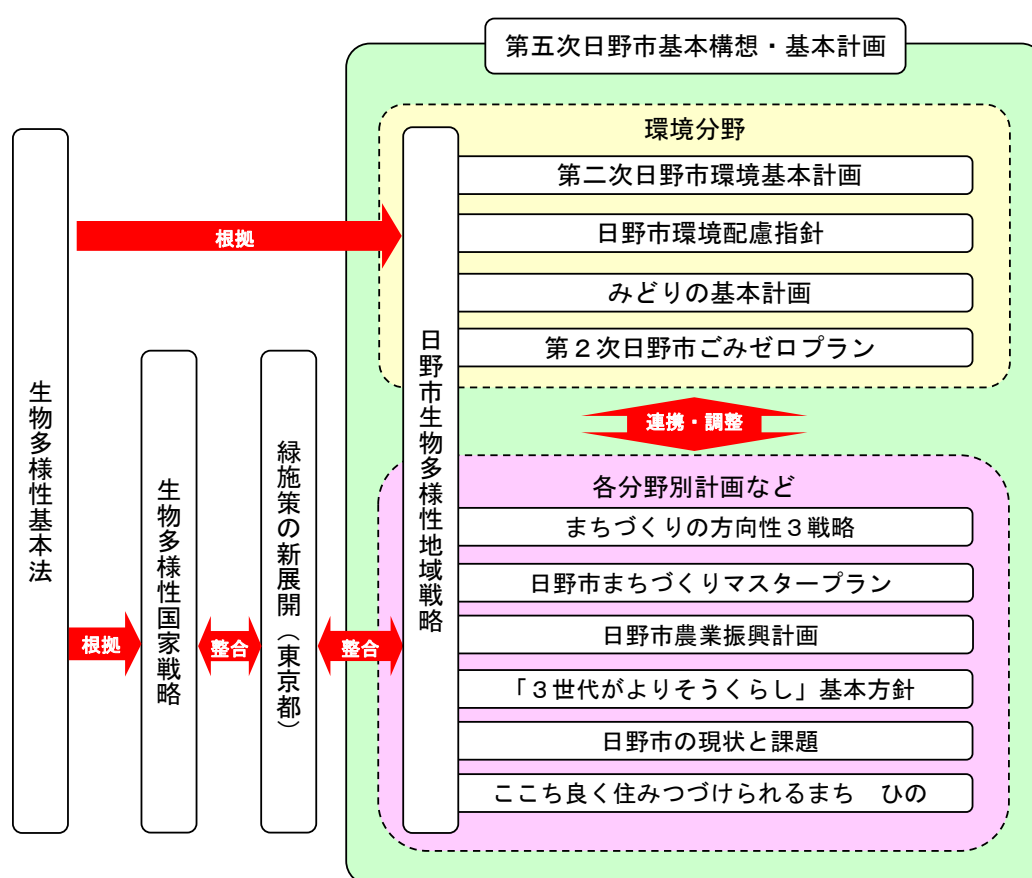 第五次日野市基本構想・基本計画
環境分野
第二次日野市環境基本計画
日野市環境配慮指針
みどりの基本計画
第２次日野市ごみゼロプラン
連携・調整
各分野別計画など
まちづくりの方向性３戦略
日野市まちづくりマスタープラン
日野市農業振興計画
「３世代がよりそうくらし」基本方針
日野市の現状と課題
ここち良く住みつづけられるまち　ひの
日野市生物多様性地域戦略
緑施策の新展開（東京都）
生物多様性国家戦略
生物多様性基本法
根拠
根拠
整合
整合